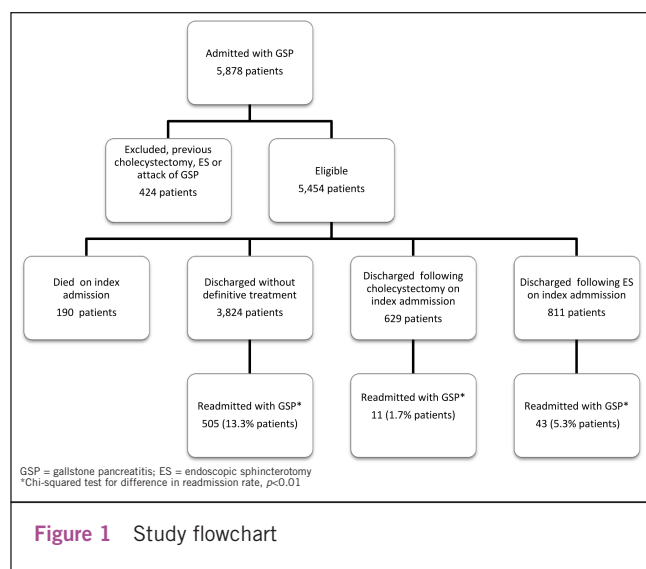 Admitted with GSP
5,878 patients
Excluded, previous
cholecystectomy, ES or
attack of GSP
424 patients
Eligible
5,454 patients
Died on index
admission
190 patients
Discharged without
definitive treatment
3,824 patients
Discharged following
cholecystectomy on
index admmission
629 patients
Discharged following ES
on index admmission
811 patients
Readmitted with GSP*
505 (13.3% patients)
Readmitted with GSP*
11 (1.7% patients)
Readmitted with GSP*
43 (5.3% patients)
GSP = gallstone pancreatitis; ES = endoscopic sphincterotomy
*Chi-squared test for difference in readmission rate, p<0.01
Figure 1 Study flowchart